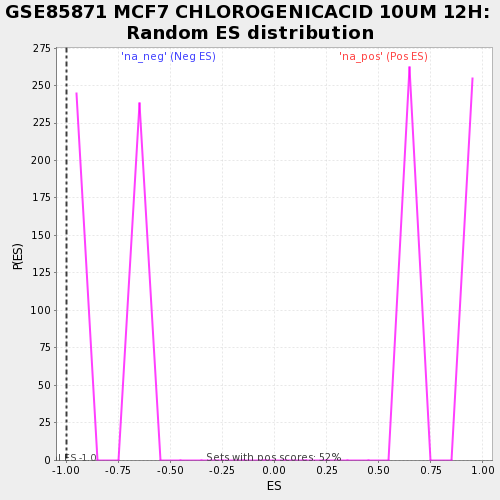 GSE85871 MCF7 CHLOROGENICACID 10UM 12H:
Random ES distribution
'na_neg' (Neg ES)
'na_pos' (Pos ES)
275
250
225
200
175
150
125
100
75
50
25
0
P(ES)
ES -1.0
Sets with pos scores: 52%
-1.00 -0.75 -0.50 -0.25 0.00 0.25 0.50 0.75 1.00
ES